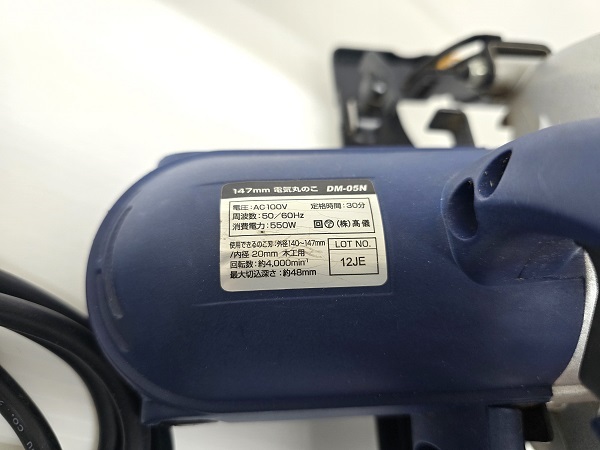 147mm 電気丸のこ DM-05N
電圧:AC100V 定格時間:30分
周波数:50/60Hz
消費電力:550W (株)高儀
使用できるのこ刃/外径140~147mm
/内径 20mm 木工用
回転数:約4,000min⁻¹
最大切込深さ:約48mm
LOT NO.
12JE
CO.